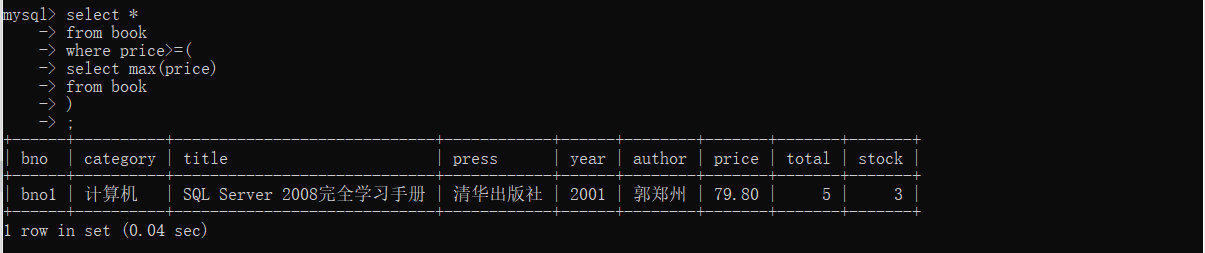 mysql> select *
    -> from book
    -> where price>=(
    -> select max(price)
    -> from book
    -> )
    -> ;
+------+----------+-----------------------------+------------+------+--------+-------+-------+-------+
| bno  | category | title                       | press      | year | author | price | total | stock |
+------+----------+-----------------------------+------------+------+--------+-------+-------+-------+
| bno1 | 计算机   | SQL Server 2008完全学习手册 | 清华出版社 | 2001 | 郭郑州 | 79.80 |     5 |     3 |
+------+----------+-----------------------------+------------+------+--------+-------+-------+-------+
1 row in set (0.04 sec)